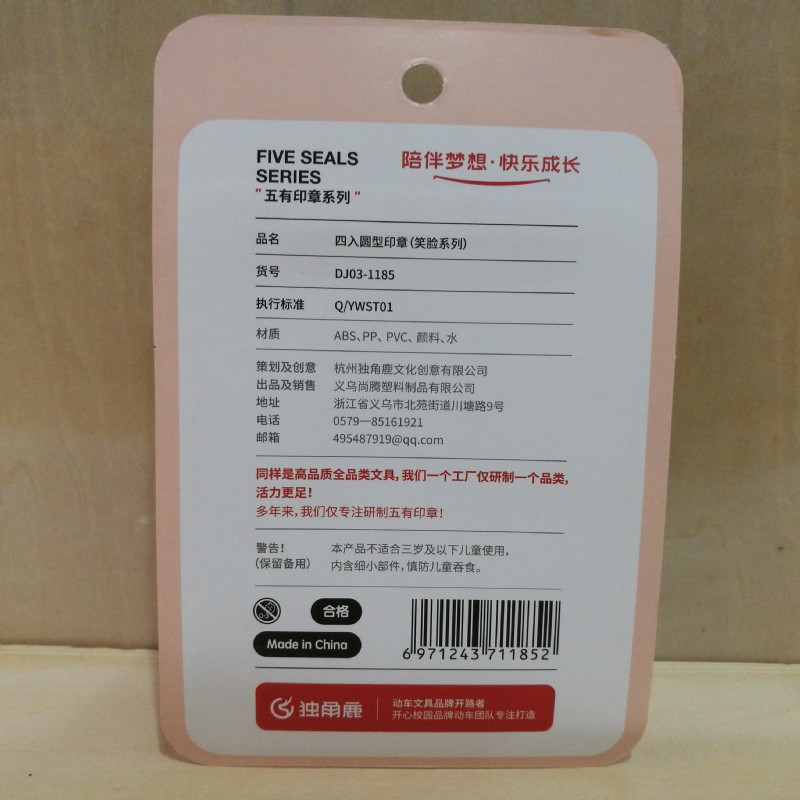 FIVE SEALS
SERIES
"五有印章系列"
陪伴梦想·快乐成长
品名 四入圆型印章(笑脸系列)
货号 DJ03-1185
执行标准 Q/YWST01
材质 ABS、PP、PVC、颜料、水
策划及创意 杭州独角鹿文化创意有限公司
出品及销售 义乌尚腾塑料制品有限公司
地址 浙江省义乌市北苑街道川塘路9号
电话 0579—85161921
邮箱 495487919@qq.com
同样是高品质全品类文具,我们一个工厂仅研制一个品类,
活力更足!
多年来,我们仅专注研制五有印章!
警告! 本产品不适合三岁及以下儿童使用,
(保留备用) 内含细小部件,慎防儿童吞食。
0-3 合格
Made in China
6 971243 711852
独角鹿
动车文具品牌开路者
开心校园品牌动车团队专注打造